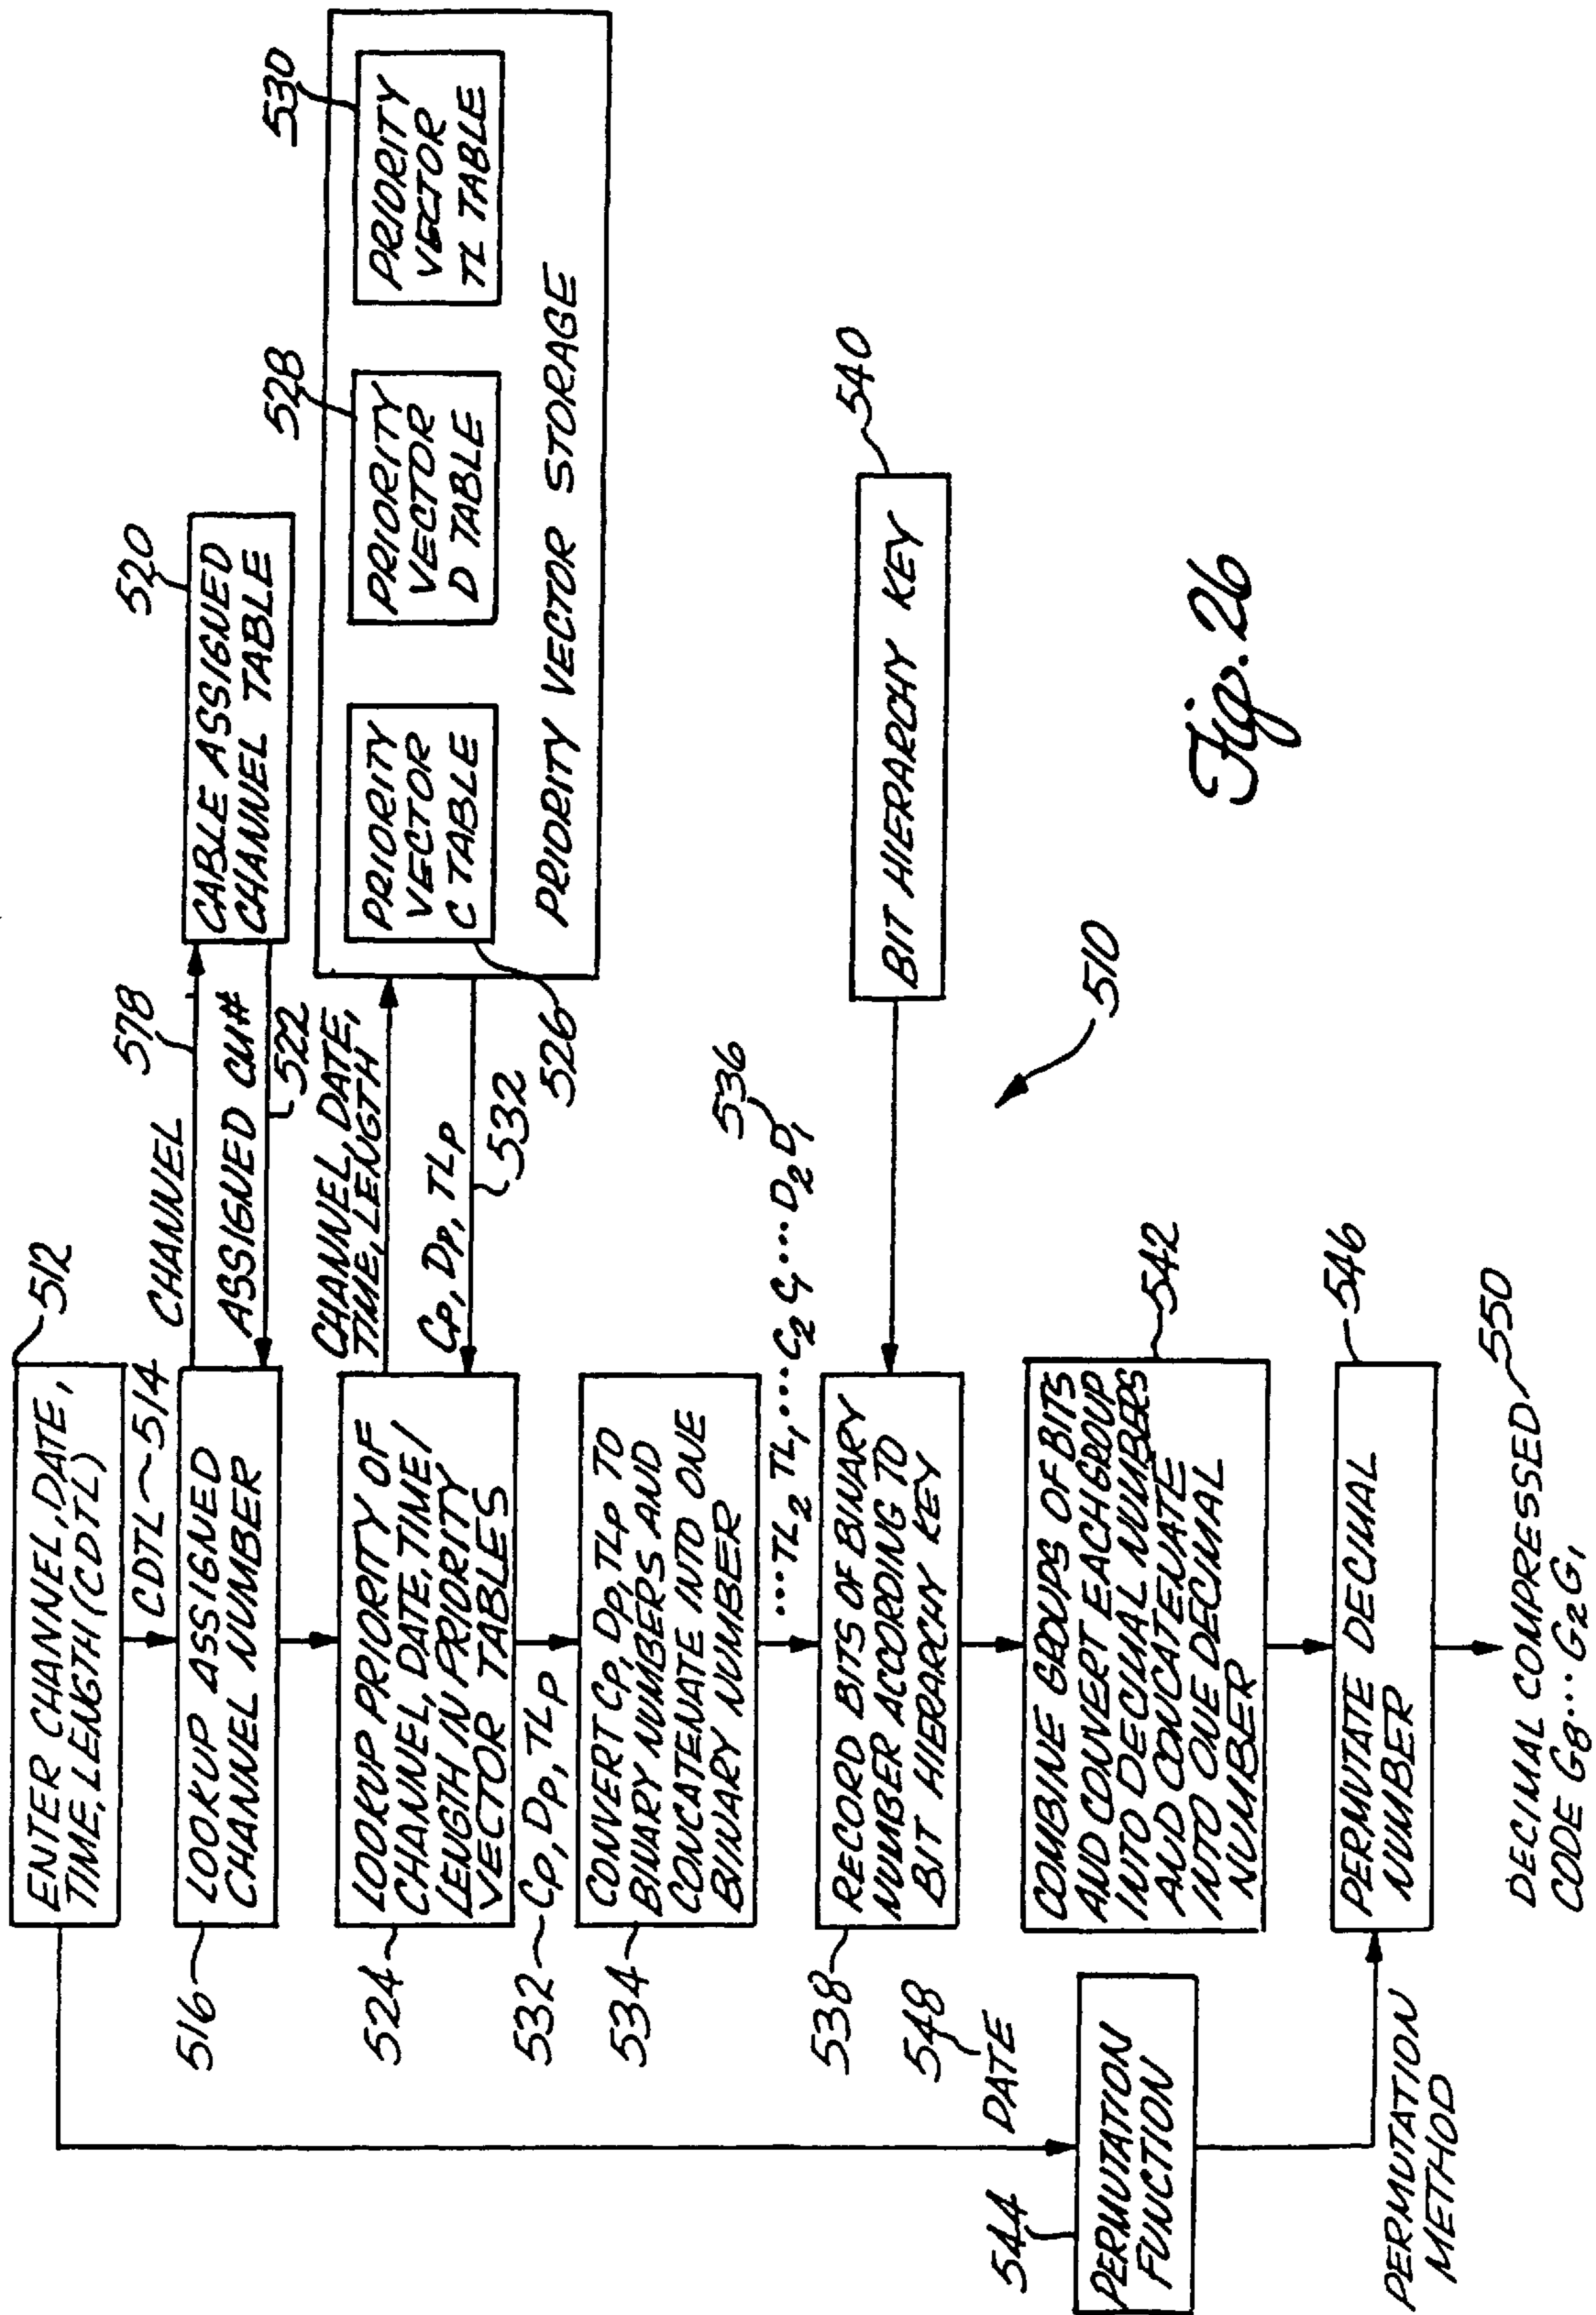 512
ENTER CHANNEL, DATE,
TIME, LENGTH (CDTL)
CDTL ~ 514
516
LOOKUP ASSIGNED
CHANNEL NUMBER
CHANNEL
578
ASSIGNED CH#
522
520
CABLE ASSIGNED
CHANNEL TABLE
524
LOOKUP PRIORITY OF
CHANNEL, DATE, TIME/
LENGTH IN PRIORITY
VECTOR TABLES
CHANNEL, DATE,
TIME, LENGTH
Cp, Dp, TLp
532
526
PRIORITY
VECTOR
C TABLE
528
PRIORITY
VECTOR
D TABLE
530
PRIORITY
VECTOR
TL TABLE
PRIORITY VECTOR STORAGE
532 ~ Cp, Dp, TLp
534
CONVERT Cp, Dp, TLp TO
BINARY NUMBERS AND
CONCATENATE INTO ONE
BINARY NUMBER
...TL2 TL1...C2 C1...D2 D1
536
538
RECORD BITS OF BINARY
NUMBER ACCORDING TO
BIT HIERARCHY KEY
BIT HIERARCHY KEY
540
510
542
COMBINE GROUPS OF BITS
AND CONVERT EACH GROUP
INTO DECIMAL NUMBERS
AND CONCATENATE
INTO ONE DECIMAL
NUMBER
548
DATE
544
PERMUTATION
FUNCTION
PERMUTATION
METHOD
546
PERMUTATE DECIMAL
NUMBER
DECIMAL COMPRESSED
CODE G8...G2G1
550
Fig. 26